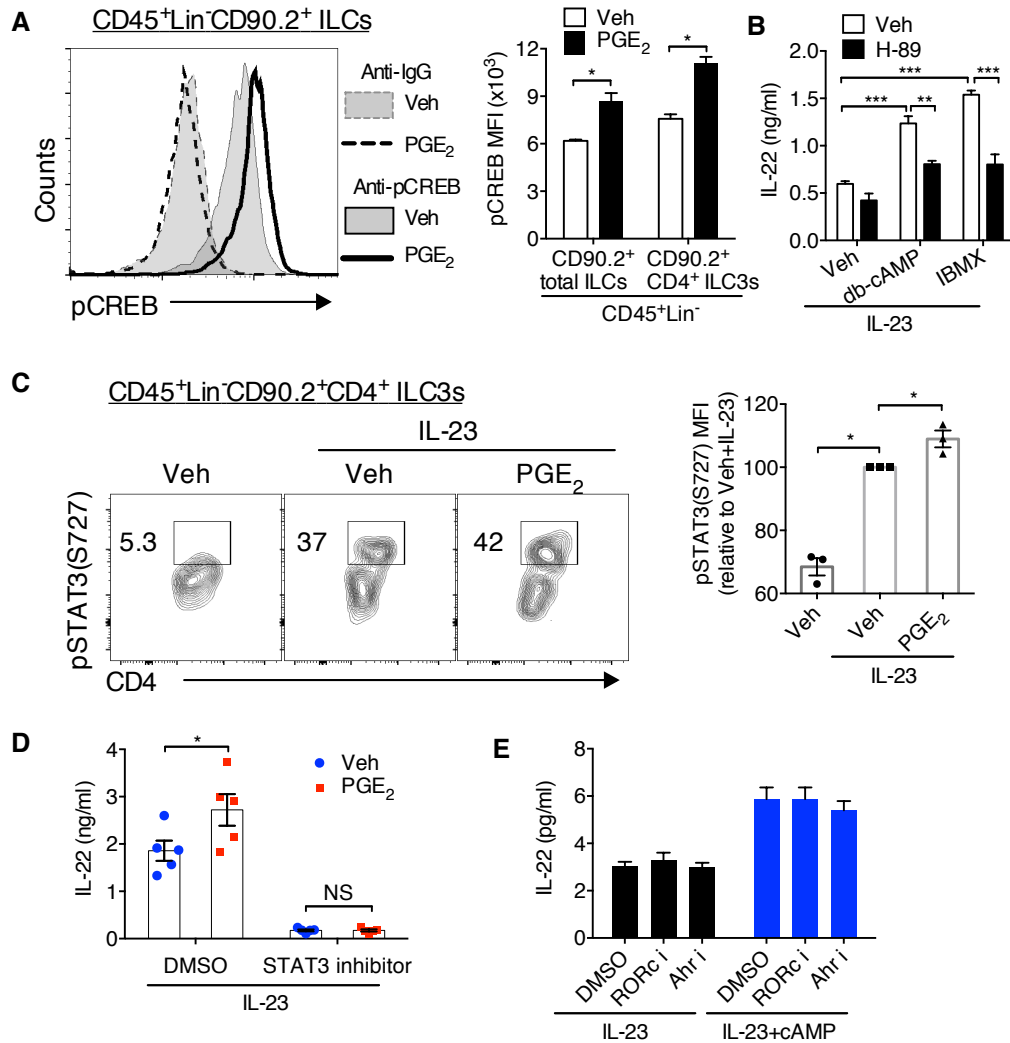 A
CD45⁺Lin⁻CD90.2⁺ ILCs
Counts
pCREB
Anti-IgG
Veh
PGE₂
Anti-pCREB
Veh
PGE₂
Veh
PGE₂
pCREB MFI (x10³)
12
9
6
3
0
*
*
CD90.2⁺
total ILCs
CD90.2⁺
CD4⁺ ILC3s
CD45⁺Lin⁻
B
Veh
H-89
IL-22 (ng/ml)
2.0
1.5
1.0
0.5
0.0
***
***
***
**
Veh
db-cAMP
IBMX
IL-23
C
CD45⁺Lin⁻CD90.2⁺CD4⁺ ILC3s
IL-23
Veh
Veh
PGE₂
pSTAT3(S727)
5.3
37
42
CD4
pSTAT3(S727) MFI
(relative to Veh+IL-23)
120
100
80
60
*
*
Veh
Veh
PGE₂
IL-23
D
IL-22 (ng/ml)
4
3
2
1
0
*
NS
Veh
PGE₂
DMSO
STAT3 inhibitor
IL-23
E
IL-22 (pg/ml)
8
6
4
2
0
DMSO
RORc i
Ahr i
DMSO
RORc i
Ahr i
IL-23
IL-23+cAMP